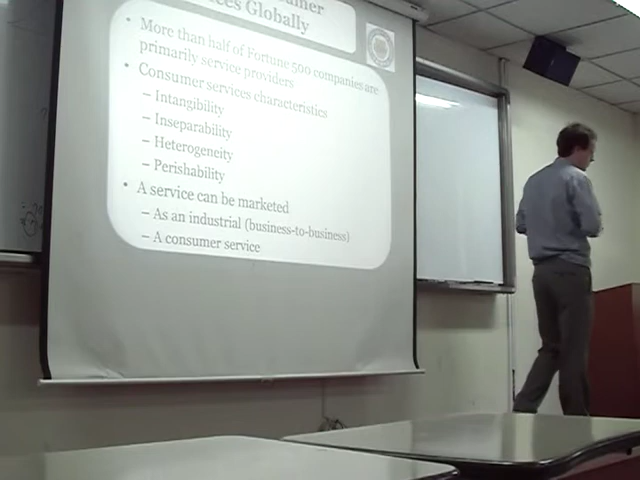 ces Globally
• More than half of Fortune 500 companies are
primarily service providers
• Consumer services characteristics
– Intangibility
– Inseparability
– Heterogeneity
– Perishability
• A service can be marketed
– As an industrial (business-to-business)
– A consumer service